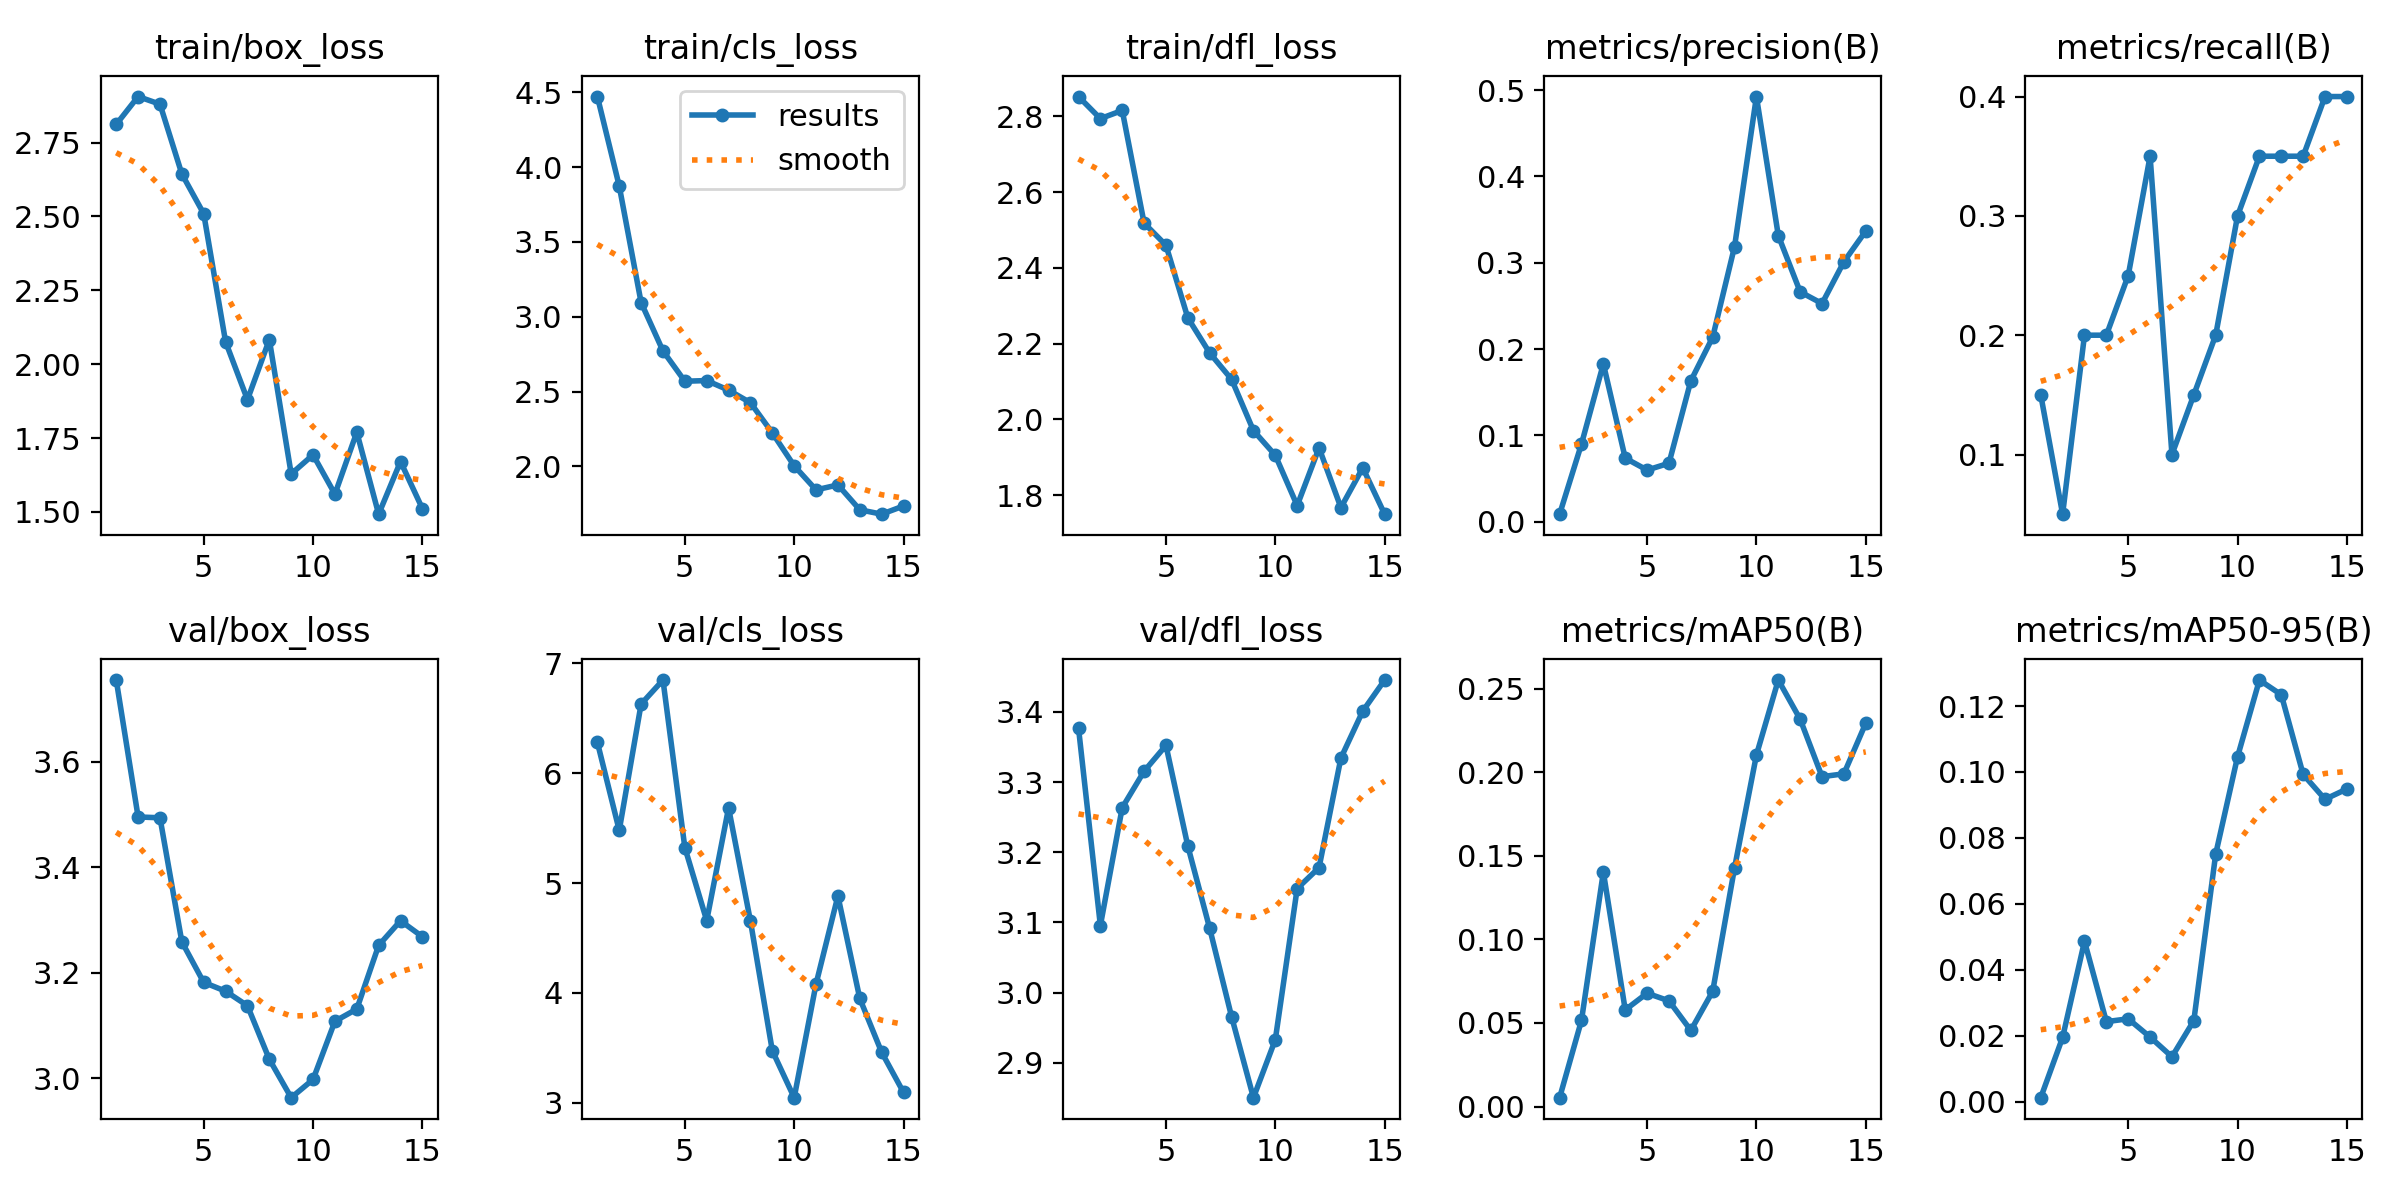 train/box_loss
2.75
2.50
2.25
2.00
1.75
1.50
5 10 15
train/cls_loss
4.5
4.0
3.5
3.0
2.5
2.0
results
smooth
5 10 15
train/dfl_loss
2.8
2.6
2.4
2.2
2.0
1.8
5 10 15
metrics/precision(B)
0.5
0.4
0.3
0.2
0.1
0.0
5 10 15
metrics/recall(B)
0.4
0.3
0.2
0.1
5 10 15
val/box_loss
3.6
3.4
3.2
3.0
5 10 15
val/cls_loss
7
6
5
4
3
5 10 15
val/dfl_loss
3.4
3.3
3.2
3.1
3.0
2.9
5 10 15
metrics/mAP50(B)
0.25
0.20
0.15
0.10
0.05
0.00
5 10 15
metrics/mAP50-95(B)
0.12
0.10
0.08
0.06
0.04
0.02
0.00
5 10 15